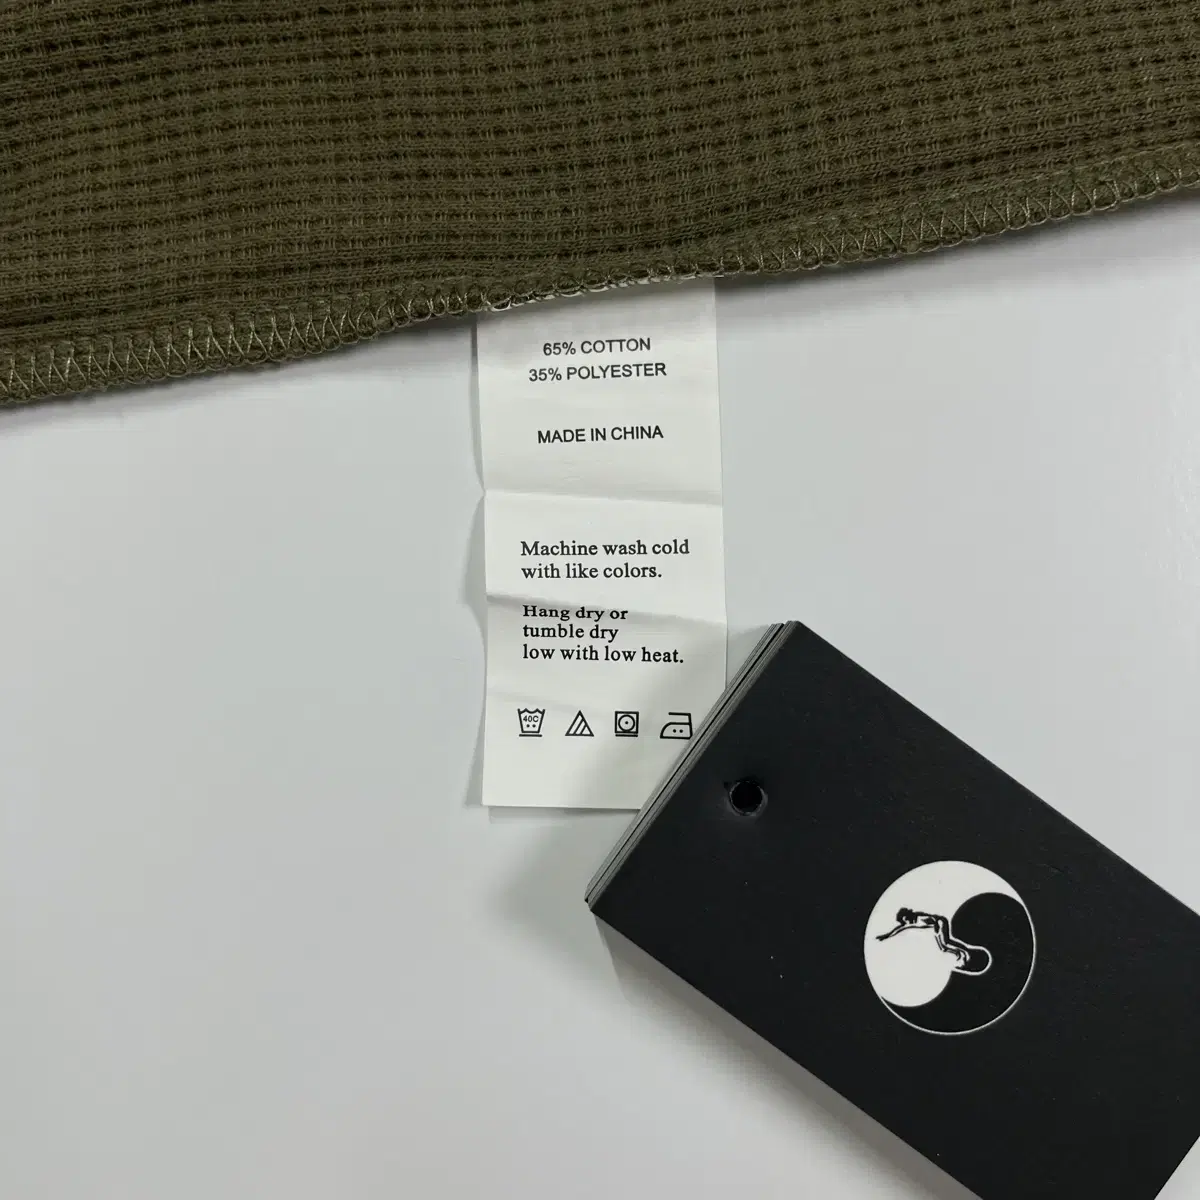 65% COTTON
35% POLYESTER
MADE IN CHINA
Machine wash cold
with like colors.
Hang dry or
tumble dry
low with low heat.
40C